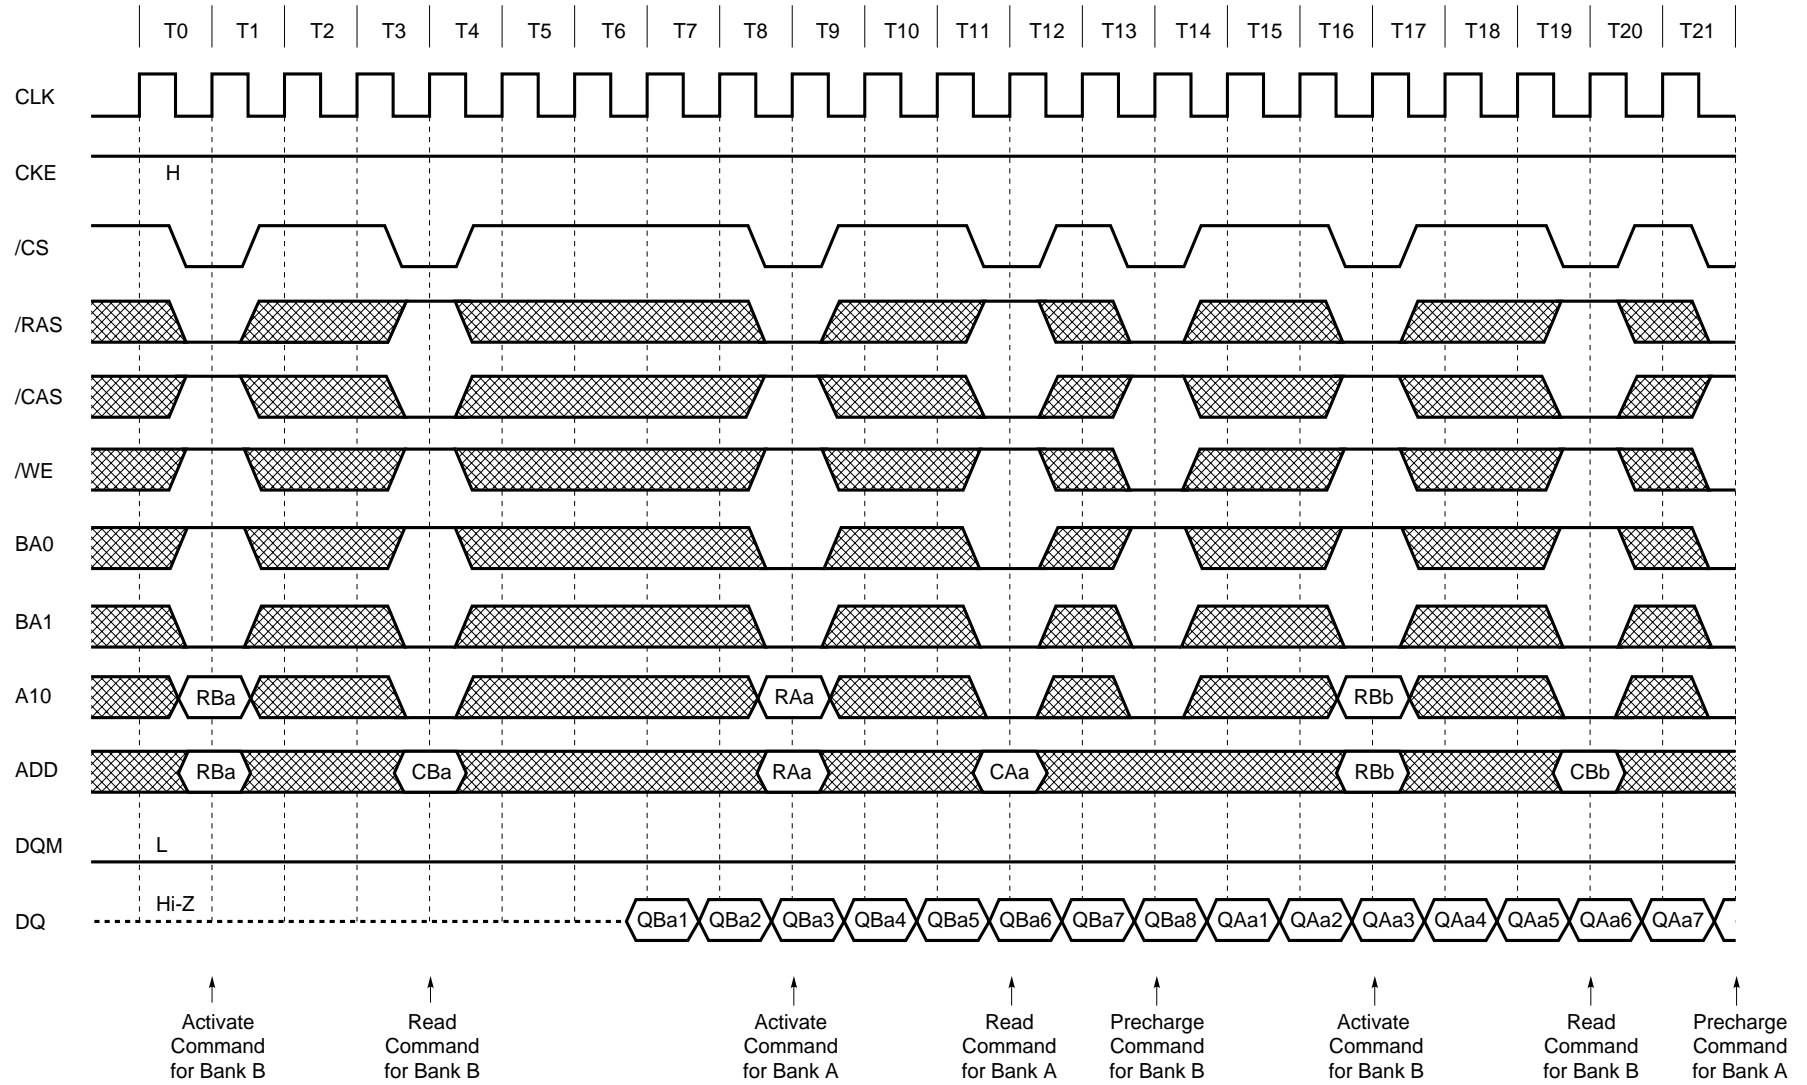 T0 T1 T2 T3 T4 T5 T6 T7 T8 T9 T10 T11 T12 T13 T14 T15 T16 T17 T18 T19 T20 T21
CLK
CKE H
/CS
/RAS
/CAS
/WE
BA0
BA1
A10 RBa RAa RBb
ADD RBa CBa RAa CAa RBb CBb
DQM L
Hi-Z
DQ QBa1 QBa2 QBa3 QBa4 QBa5 QBa6 QBa7 QBa8 QAa1 QAa2 QAa3 QAa4 QAa5 QAa6 QAa7
Activate Read Activate Read Precharge Activate Read Precharge
Command Command Command Command Command Command Command Command
for Bank B for Bank B for Bank A for Bank A for Bank B for Bank B for Bank B for Bank A